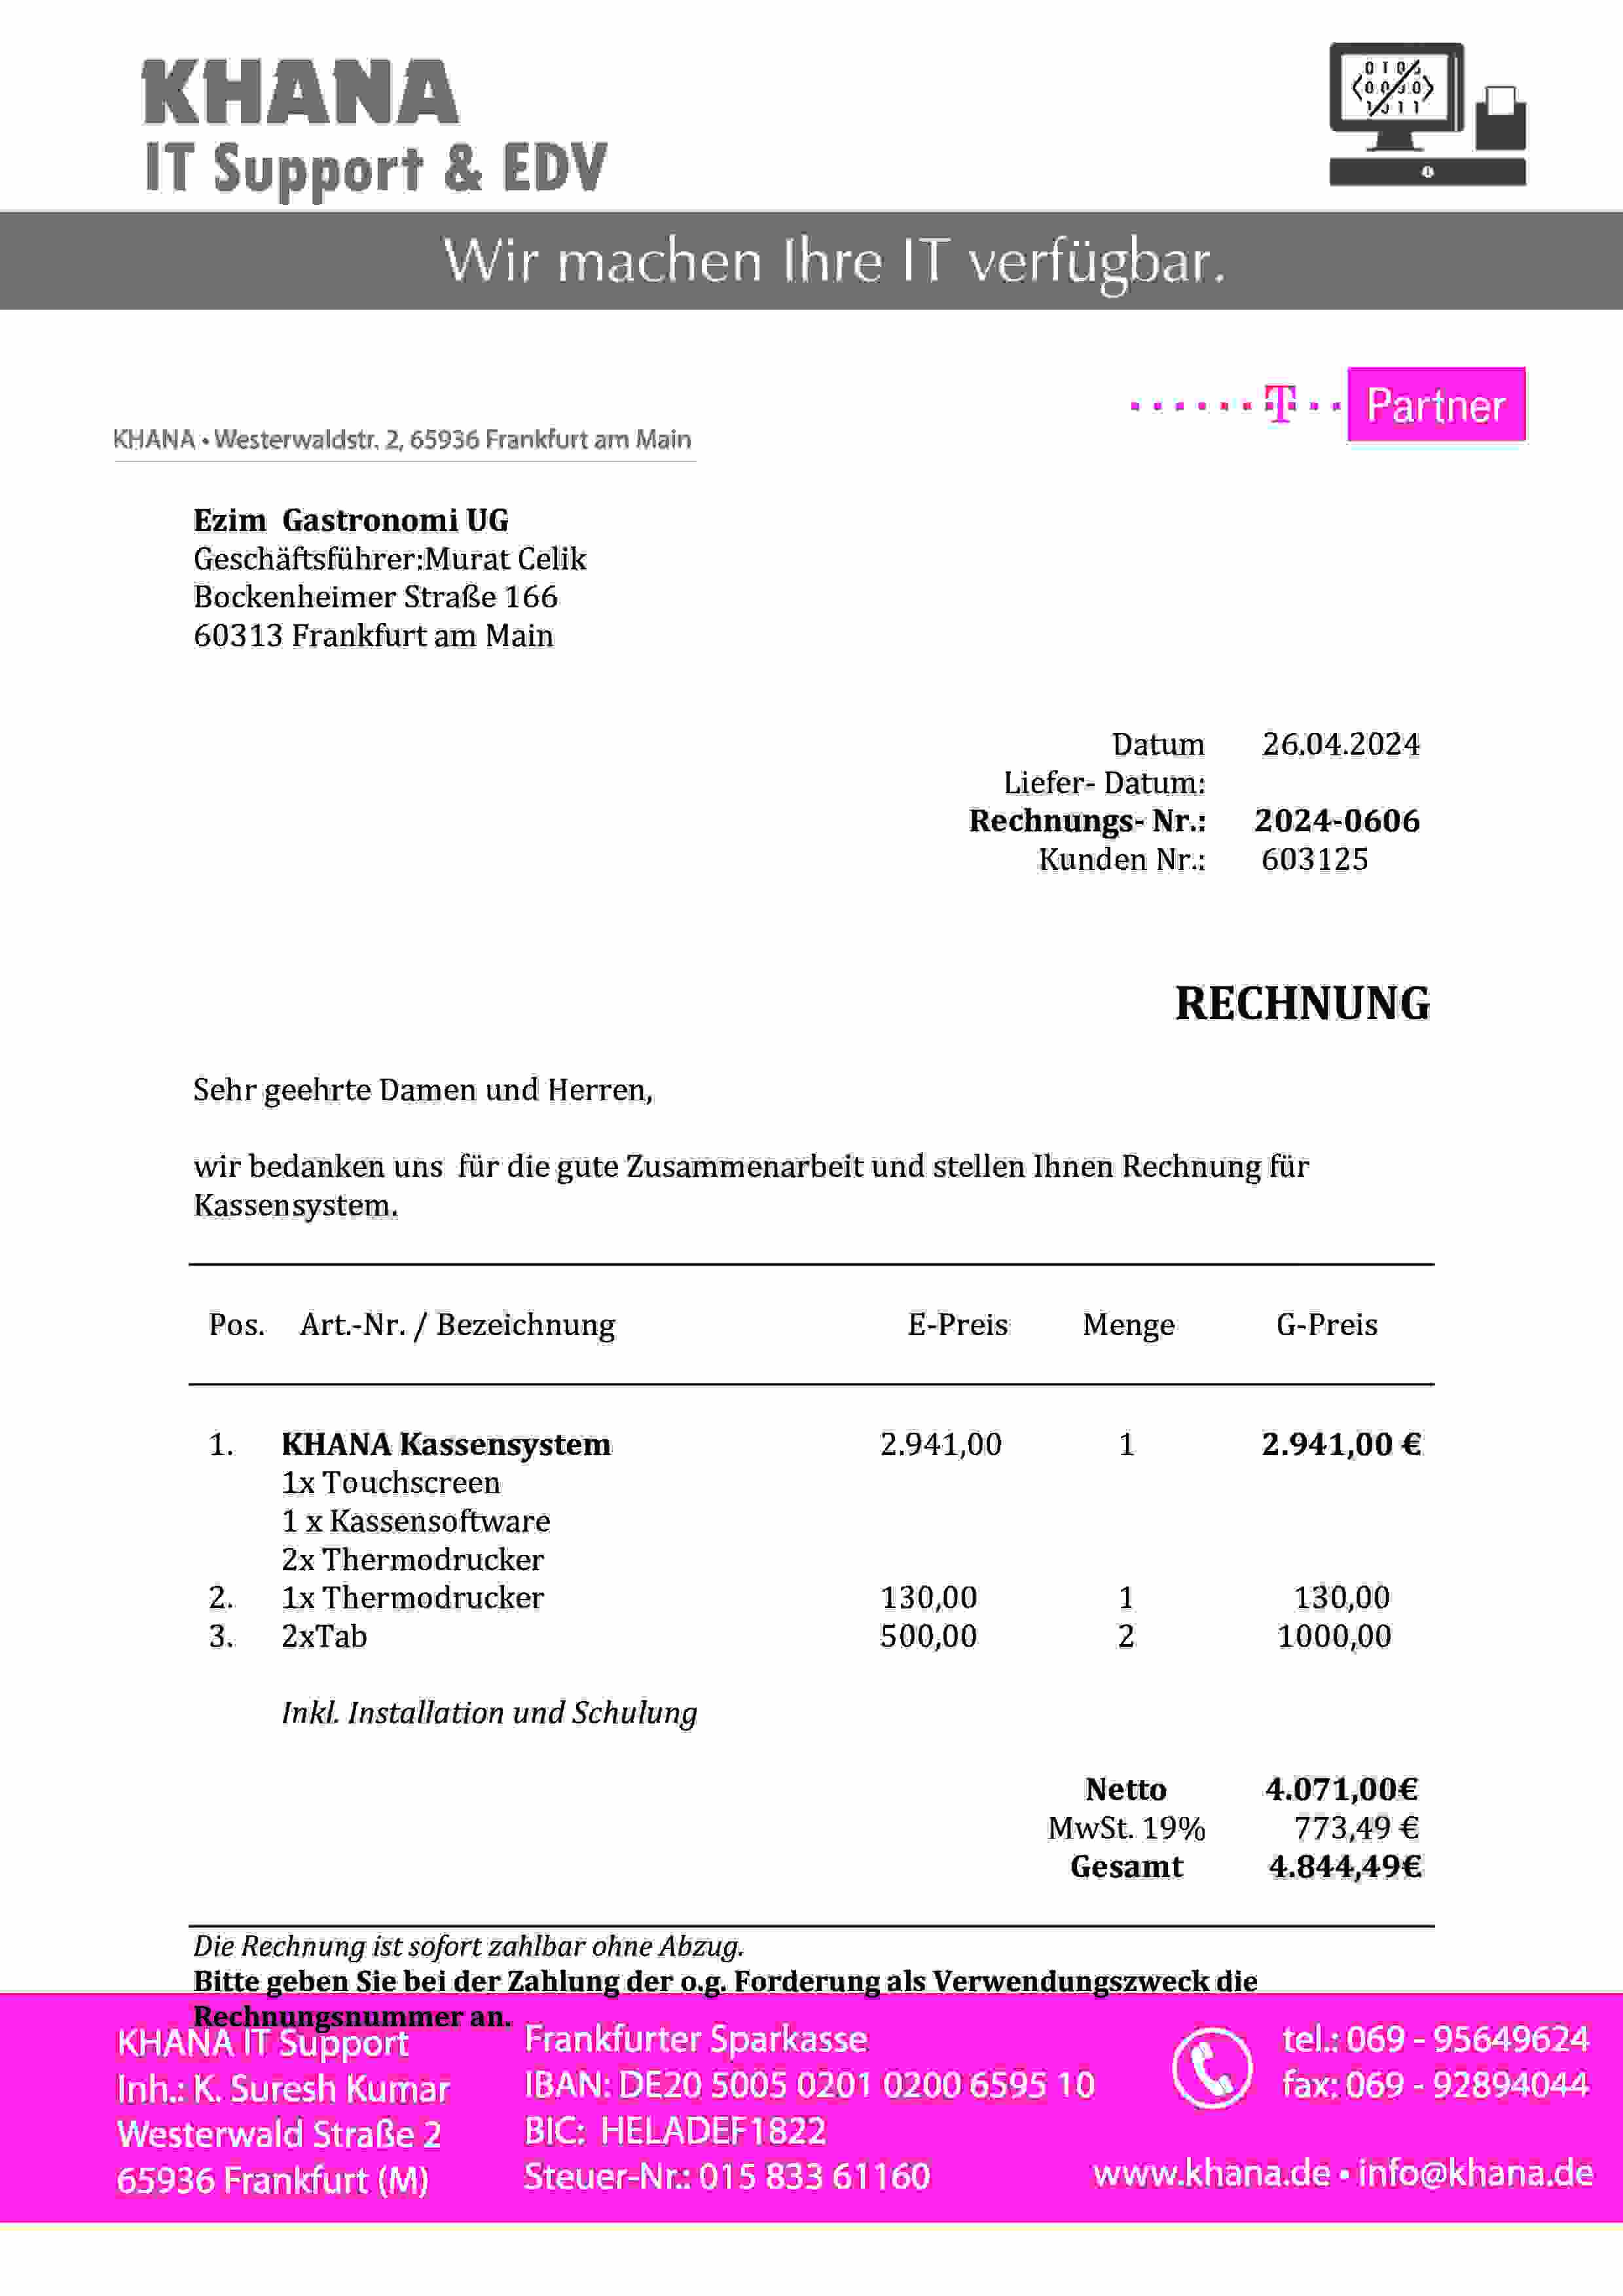 KHANA
IT Support & EDV
Wir machen Ihre IT verfügbar.
T Partner
KHANA • Westerwaldstr. 2, 65936 Frankfurt am Main
Ezim Gastronomi UG
Geschäftsführer:Murat Celik
Bockenheimer Straße 166
60313 Frankfurt am Main
Datum 26.04.2024
Liefer- Datum:
Rechnungs- Nr.: 2024-0606
Kunden Nr.: 603125
RECHNUNG
Sehr geehrte Damen und Herren,
wir bedanken uns für die gute Zusammenarbeit und stellen Ihnen Rechnung für
Kassensystem.
Pos. Art.-Nr. / Bezeichnung E-Preis Menge G-Preis
1. KHANA Kassensystem 2.941,00 1 2.941,00 €
1x Touchscreen
1 x Kassensoftware
2x Thermodrucker
2. 1x Thermodrucker 130,00 1 130,00
3. 2xTab 500,00 2 1000,00
Inkl. Installation und Schulung
Netto 4.071,00€
MwSt. 19% 773,49 €
Gesamt 4.844,49€
Die Rechnung ist sofort zahlbar ohne Abzug.
Bitte geben Sie bei der Zahlung der o.g. Forderung als Verwendungszweck die
Rechnungsnummer an.
KHANA IT Support Frankfurter Sparkasse tel.: 069 - 95649624
Inh.: K. Suresh Kumar IBAN: DE20 5005 0201 0200 6595 10 fax: 069 - 92894044
Westerwald Straße 2 BIC: HELADEF1822
65936 Frankfurt (M) Steuer-Nr.: 015 833 61160 www.khana.de • info@khana.de